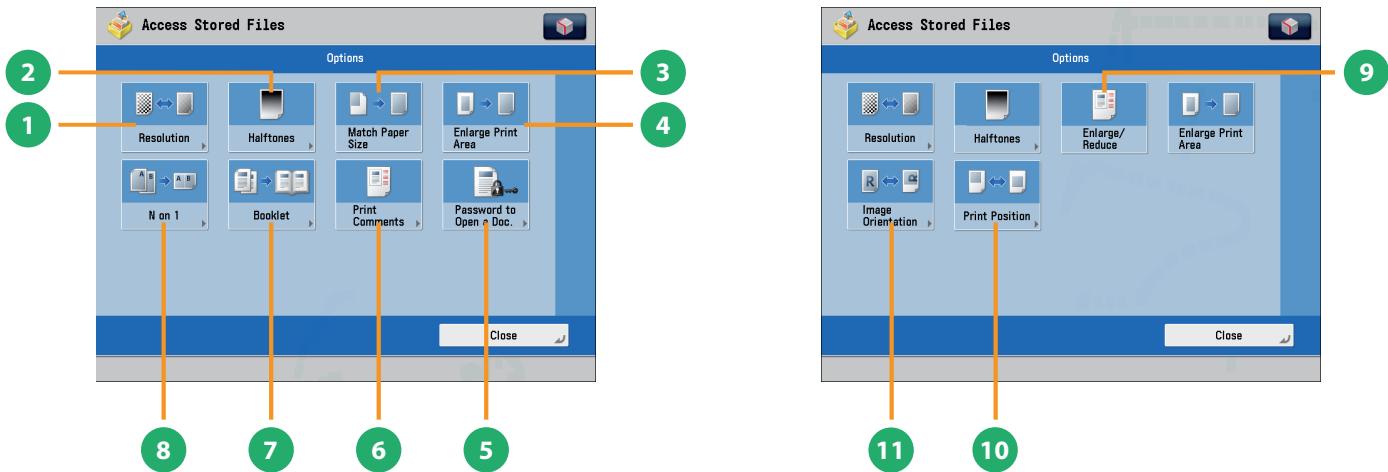 Access Stored Files
Options
2
3
1
4
Resolution
Halftones
Match Paper
Size
Enlarge Print
Area
N on 1
Booklet
Print
Comments
Password to
Open a Doc.
Close
8
7
6
5
Access Stored Files
Options
9
Resolution
Halftones
Enlarge/
Reduce
Enlarge Print
Area
Image
Orientation
Print Position
Close
11
10